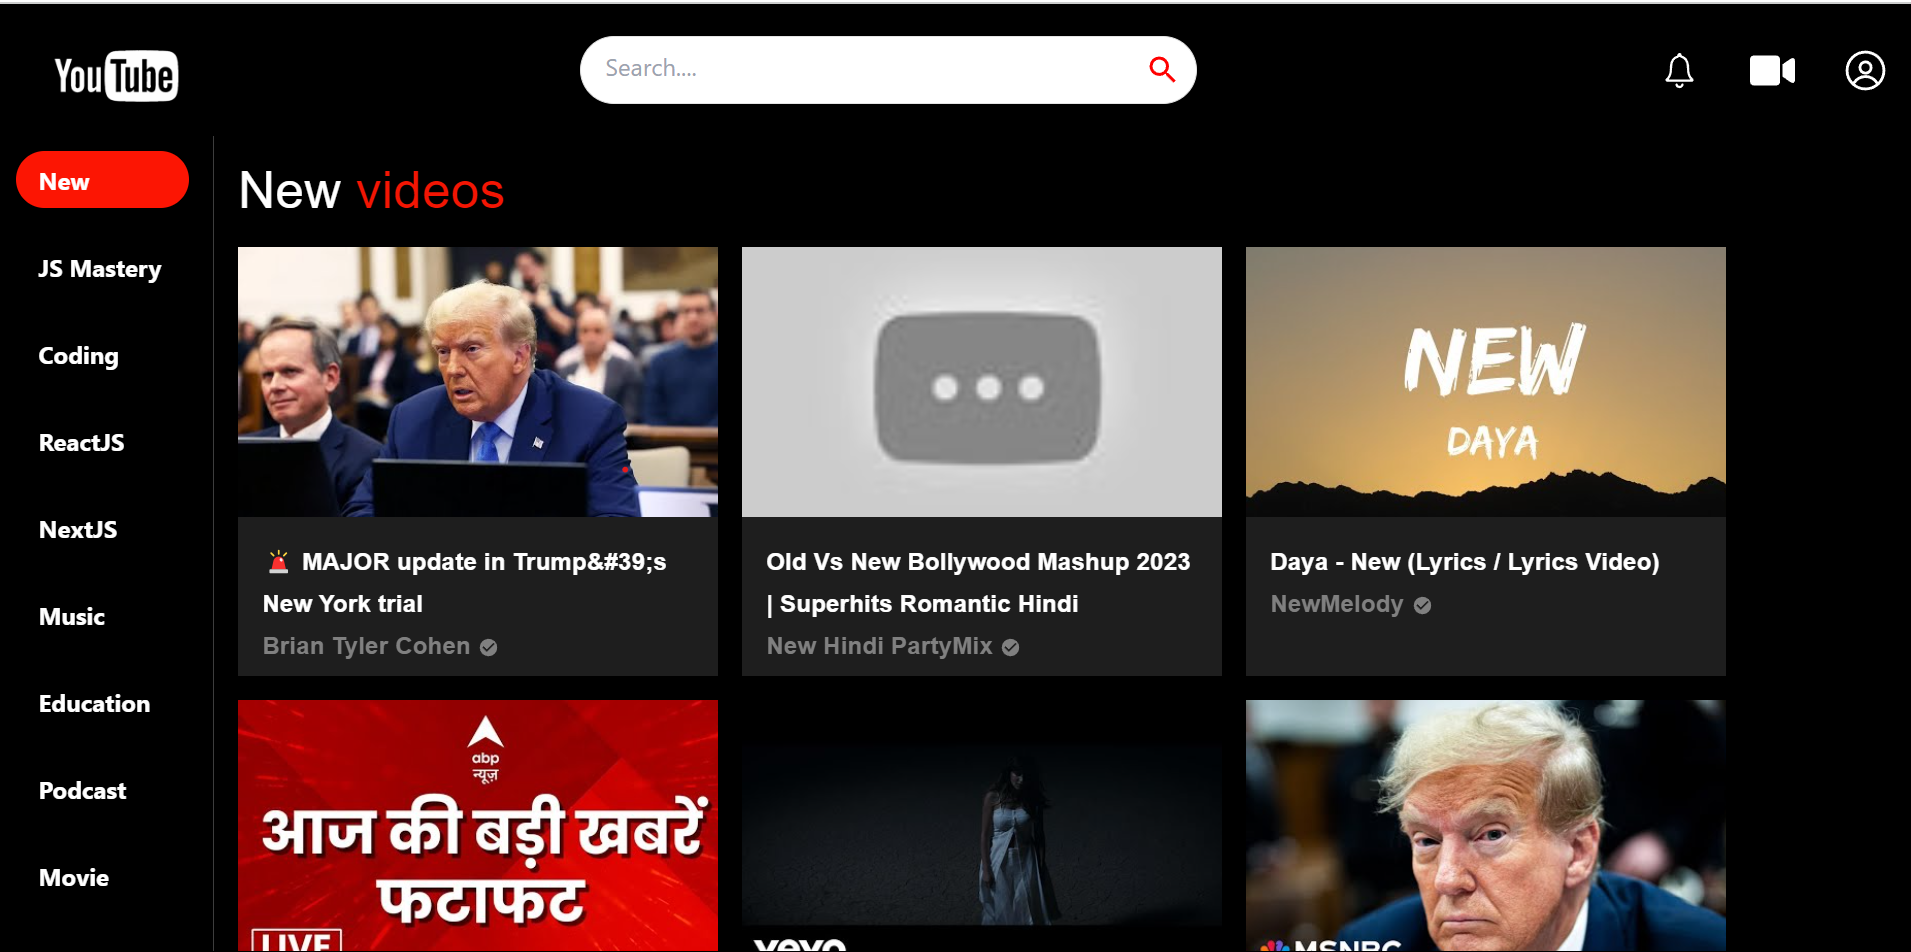 YouTube
Search....
New
JS Mastery
Coding
ReactJS
NextJS
Music
Education
Podcast
Movie
New videos
NEW
DAYA
🚨 MAJOR update in Trump&#39;s
New York trial
Brian Tyler Cohen
Old Vs New Bollywood Mashup 2023
| Superhits Romantic Hindi
New Hindi PartyMix
Daya - New (Lyrics / Lyrics Video)
NewMelody
abp
न्यूज़
आज की बड़ी खबरें
फटाफट
LIVE
vevo
MSNBC